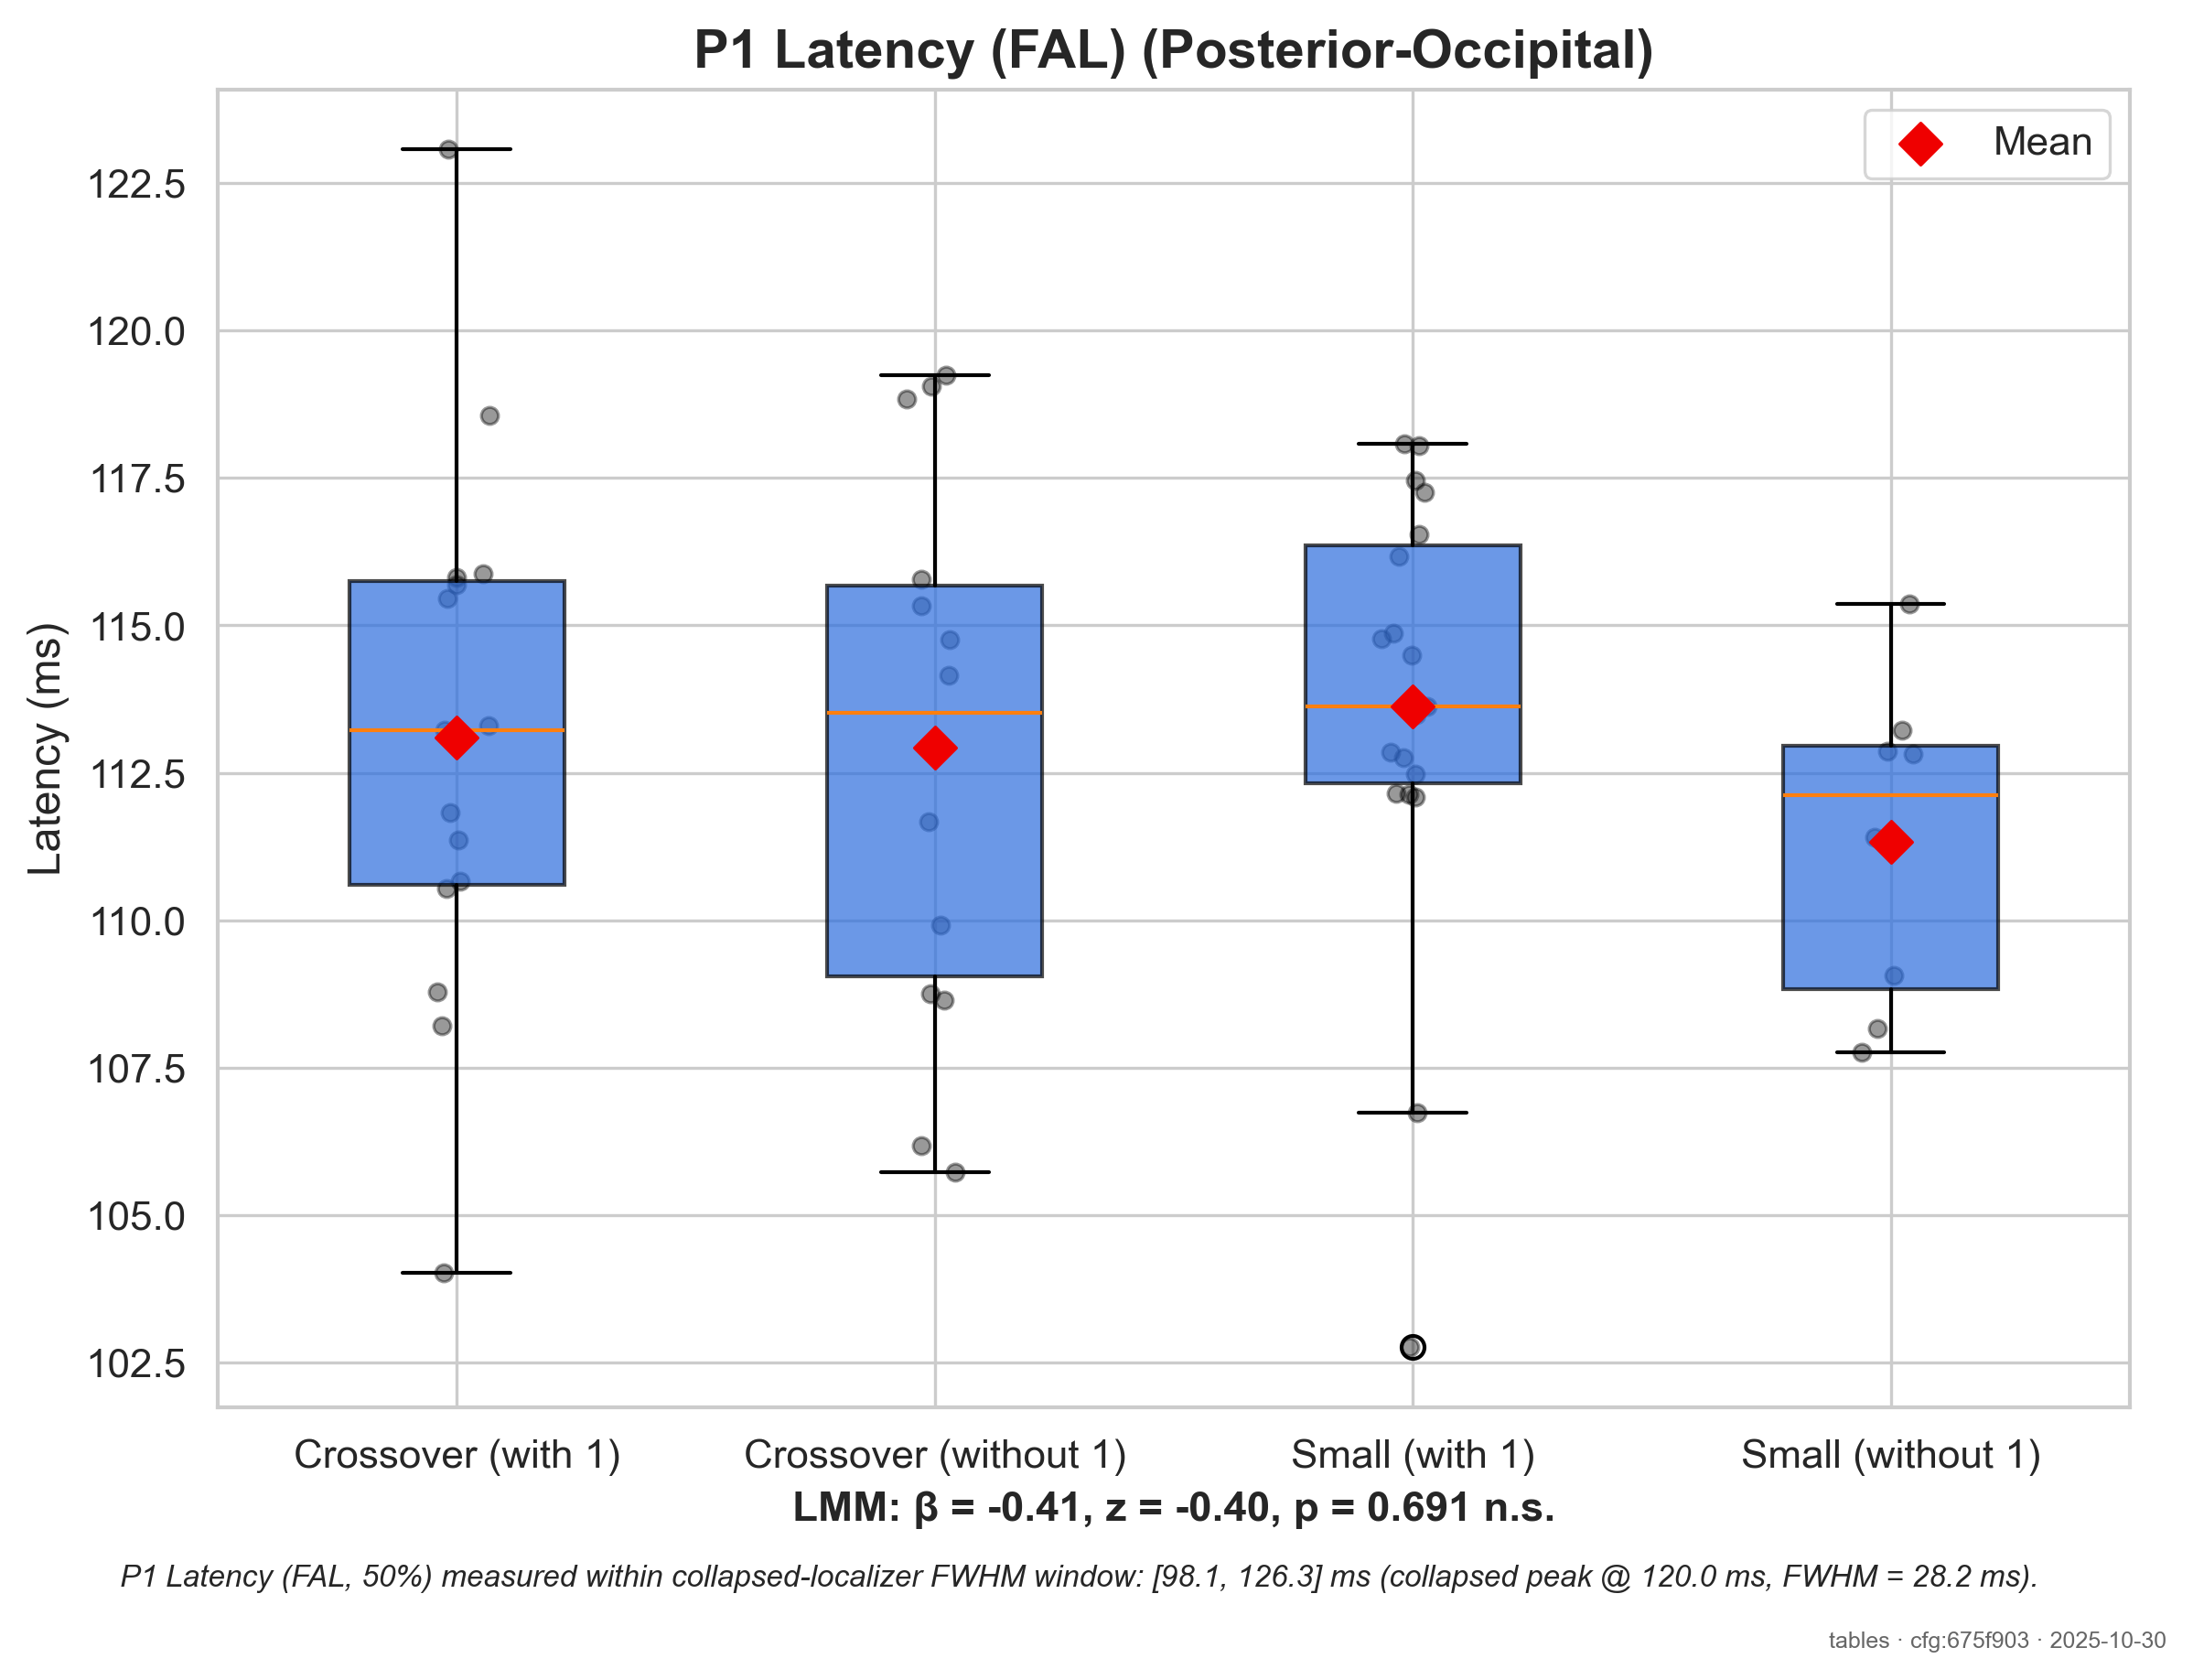 P1 Latency (FAL) (Posterior-Occipital)
Mean
Latency (ms)
122.5
120.0
117.5
115.0
112.5
110.0
107.5
105.0
102.5
Crossover (with 1) Crossover (without 1) Small (with 1) Small (without 1)
LMM: β = -0.41, z = -0.40, p = 0.691 n.s.
P1 Latency (FAL, 50%) measured within collapsed-localizer FWHM window: [98.1, 126.3] ms (collapsed peak @ 120.0 ms, FWHM = 28.2 ms).
tables · cfg:675f903 · 2025-10-30